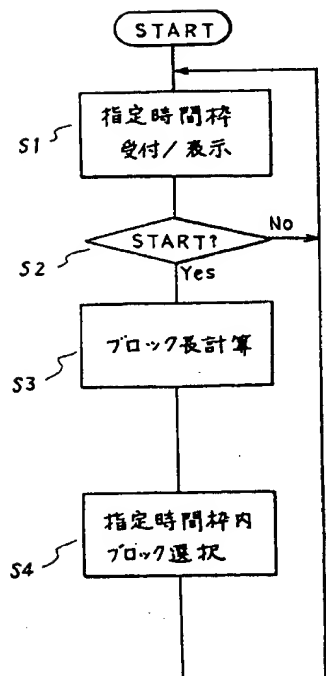 START
指定時間枠
受付/表示
S1
START?
No
S2
Yes
ブロック長計算
S3
指定時間枠内
ブロック選択
S4